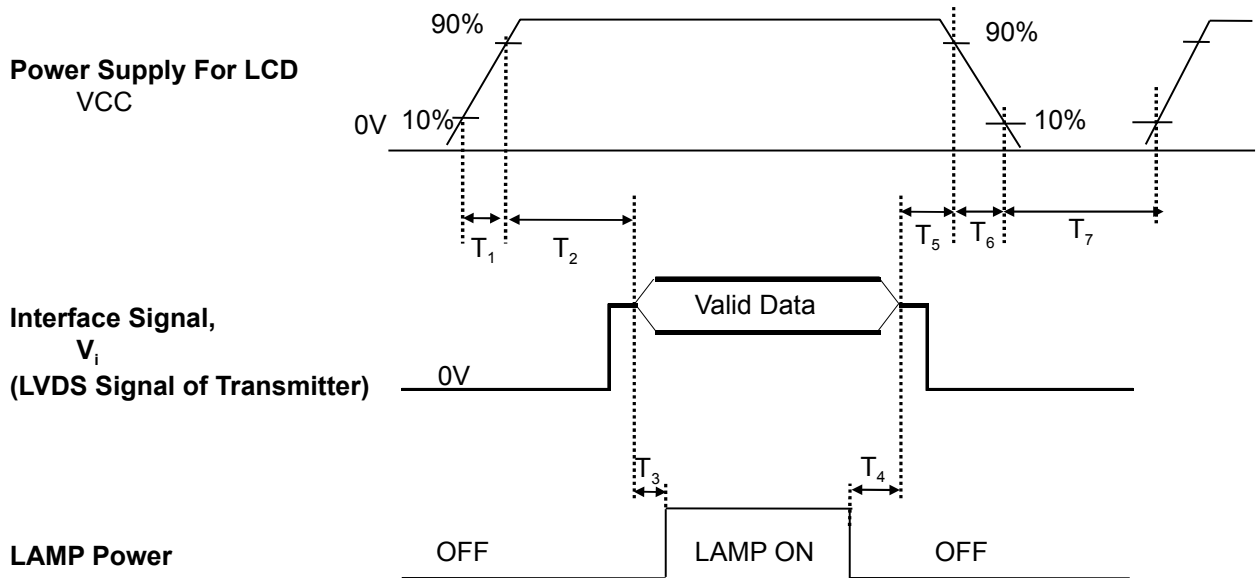 90%
90%
Power Supply For LCD
VCC
0V
10%
10%
T1
T2
T5
T6
T7
Valid Data
Interface Signal,
Vi
(LVDS Signal of Transmitter)
0V
T3
T4
LAMP Power
OFF
LAMP ON
OFF